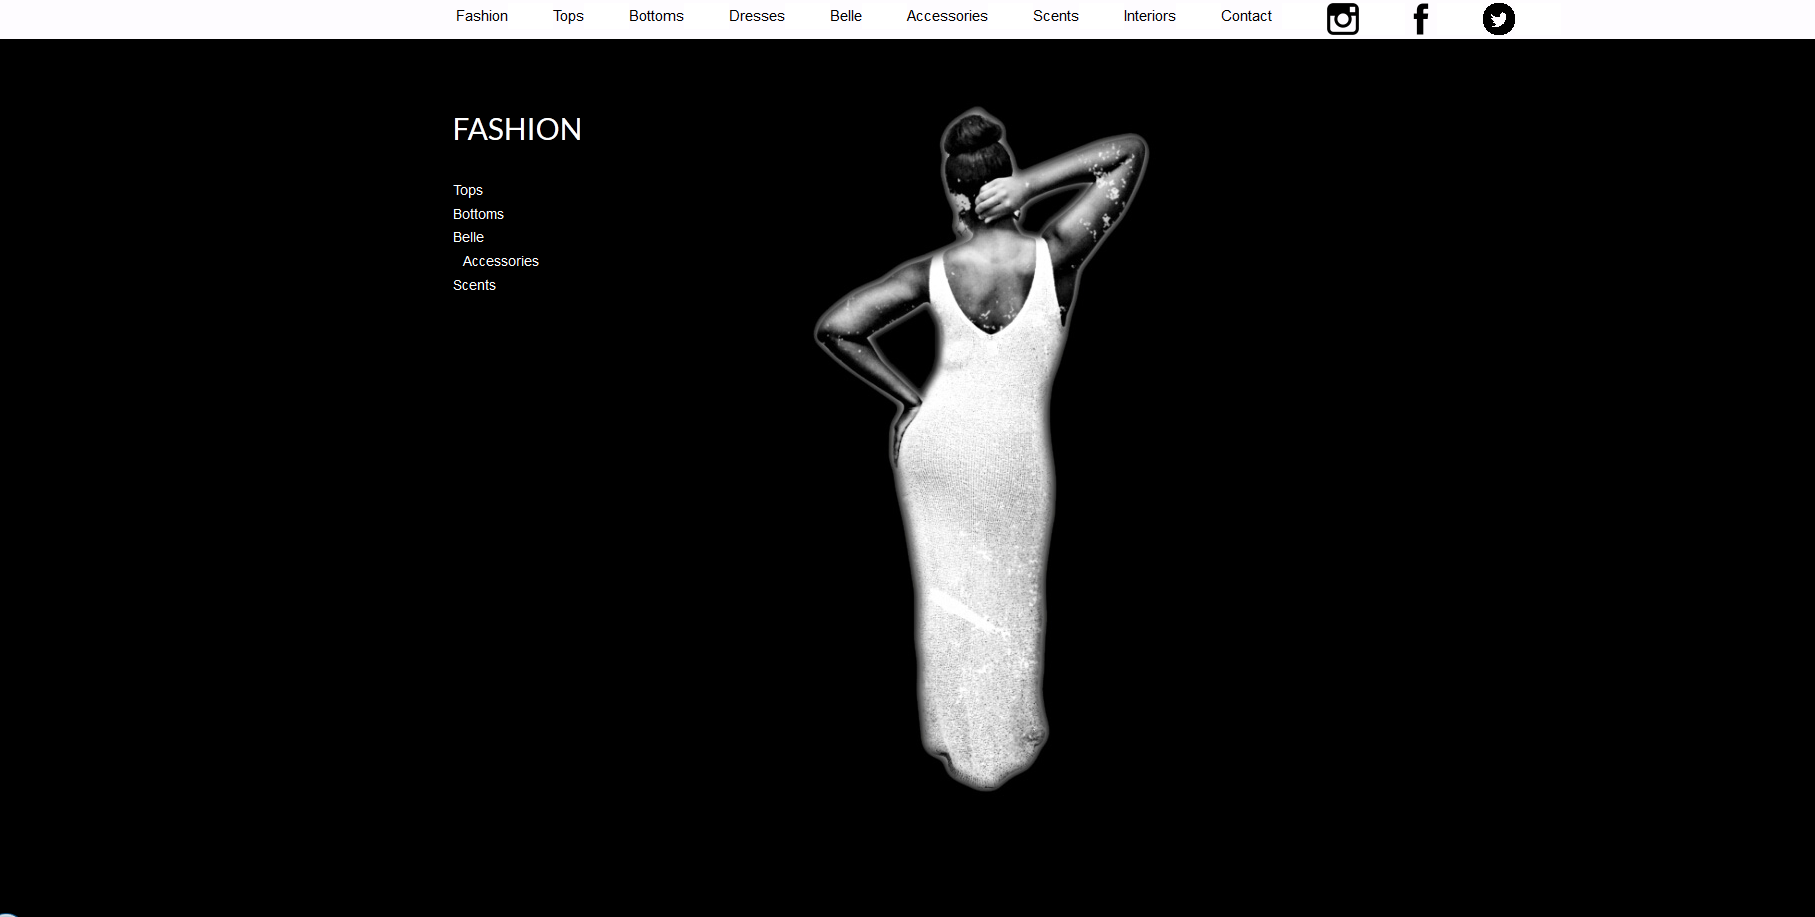 Fashion Tops Bottoms Dresses Belle Accessories Scents Interiors Contact
FASHION
Tops
Bottoms
Belle
Accessories
Scents